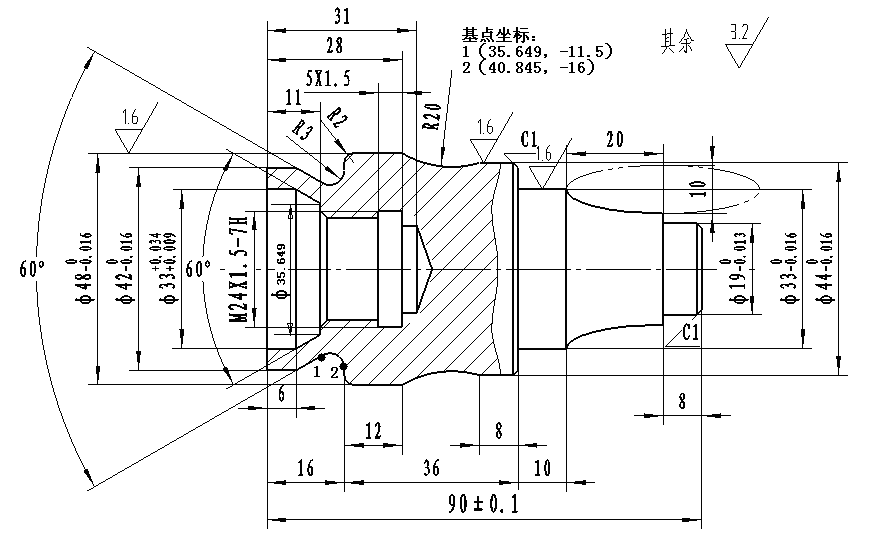 31
28
5X1.5
11
R3
R2
R20
基点坐标:
1（35.649, -11.5）
2（40.845, -16）
其余 3.2
1.6
1.6
C1
1.6
20
10
60°
60°
φ48 0 -0.016
φ42 0 -0.016
φ33 +0.034 +0.009
M24X1.5-7H
φ35.649
φ19 0 -0.013
φ33 0 -0.016
φ44 0 -0.016
1
2
C1
6
12
8
8
16
36
10
90±0.1